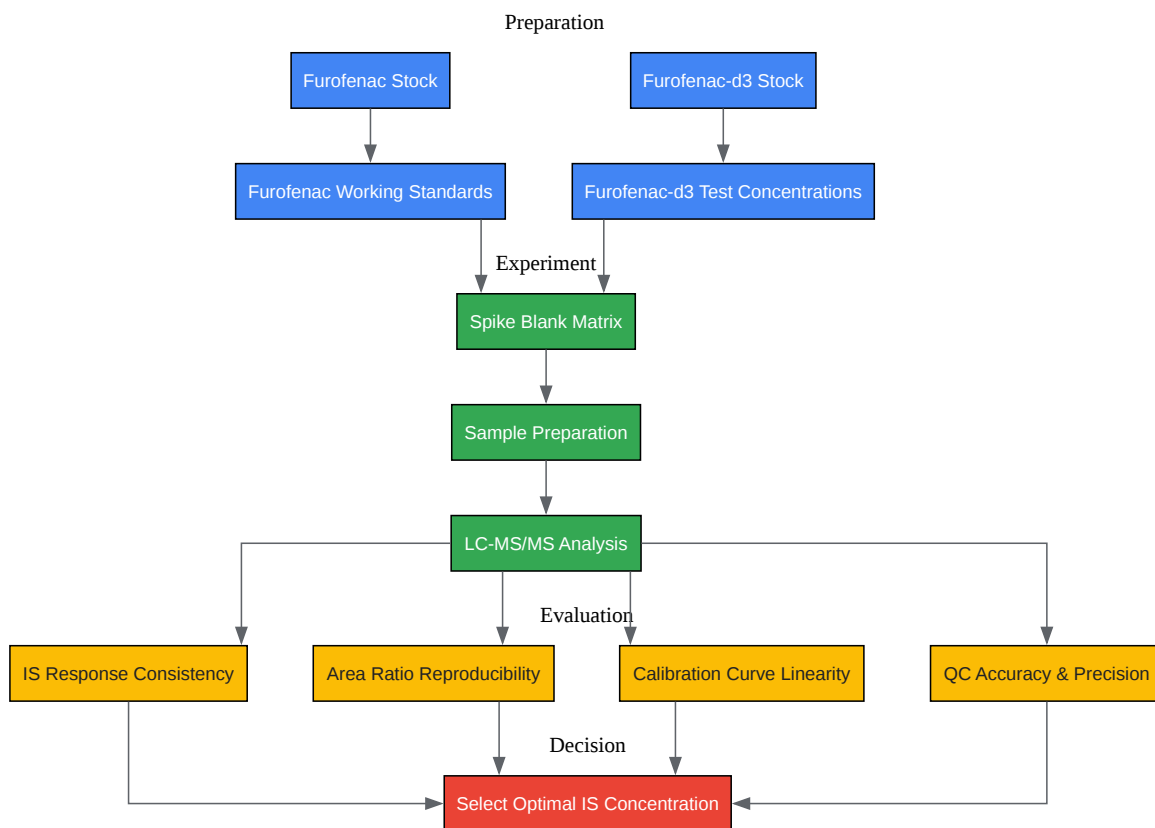 Preparation
Furofenac Stock
Furofenac-d3 Stock
Furofenac Working Standards
Furofenac-d3 Test Concentrations
Experiment
Spike Blank Matrix
Sample Preparation
LC-MS/MS Analysis
Evaluation
IS Response Consistency
Area Ratio Reproducibility
Calibration Curve Linearity
QC Accuracy & Precision
Decision
Select Optimal IS Concentration